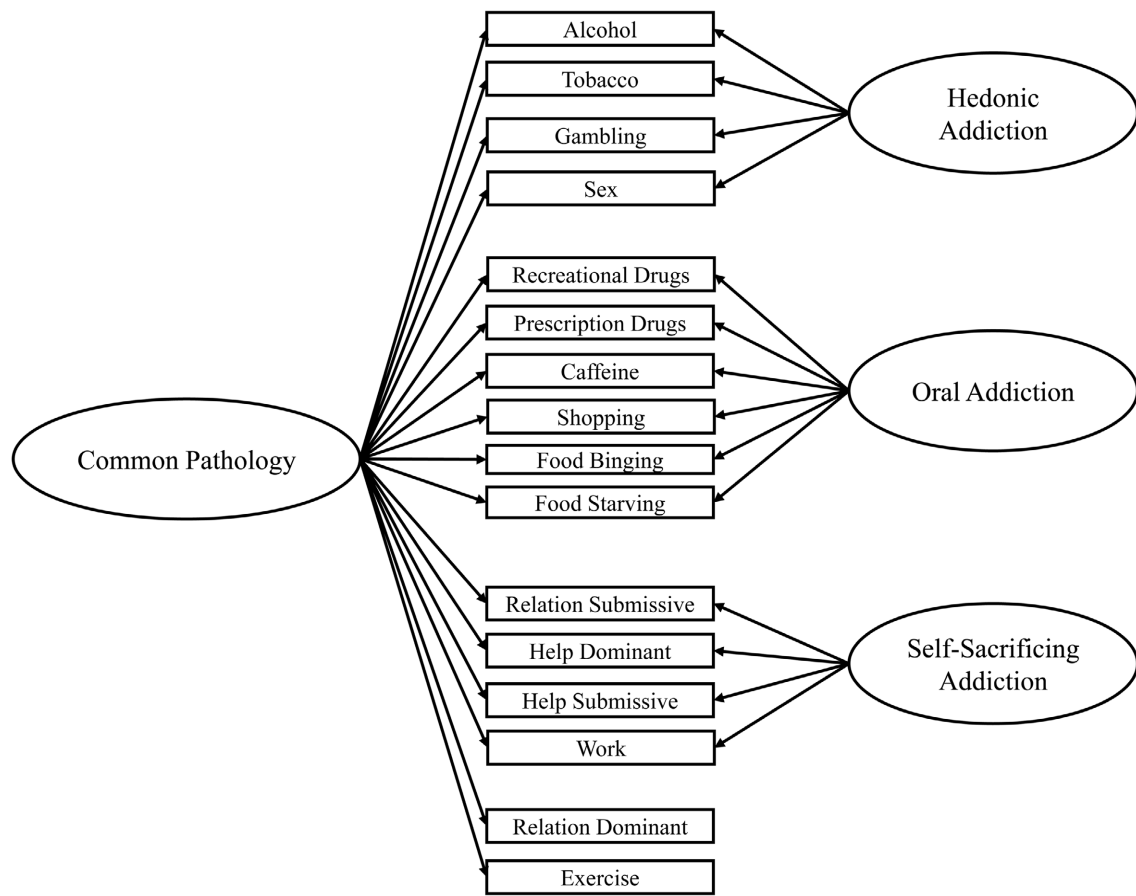 Alcohol
Tobacco
Gambling
Sex
Recreational Drugs
Prescription Drugs
Caffeine
Shopping
Food Binging
Food Starving
Relation Submissive
Help Dominant
Help Submissive
Work
Relation Dominant
Exercise
Common Pathology
Hedonic
Addiction
Oral Addiction
Self-Sacrificing
Addiction